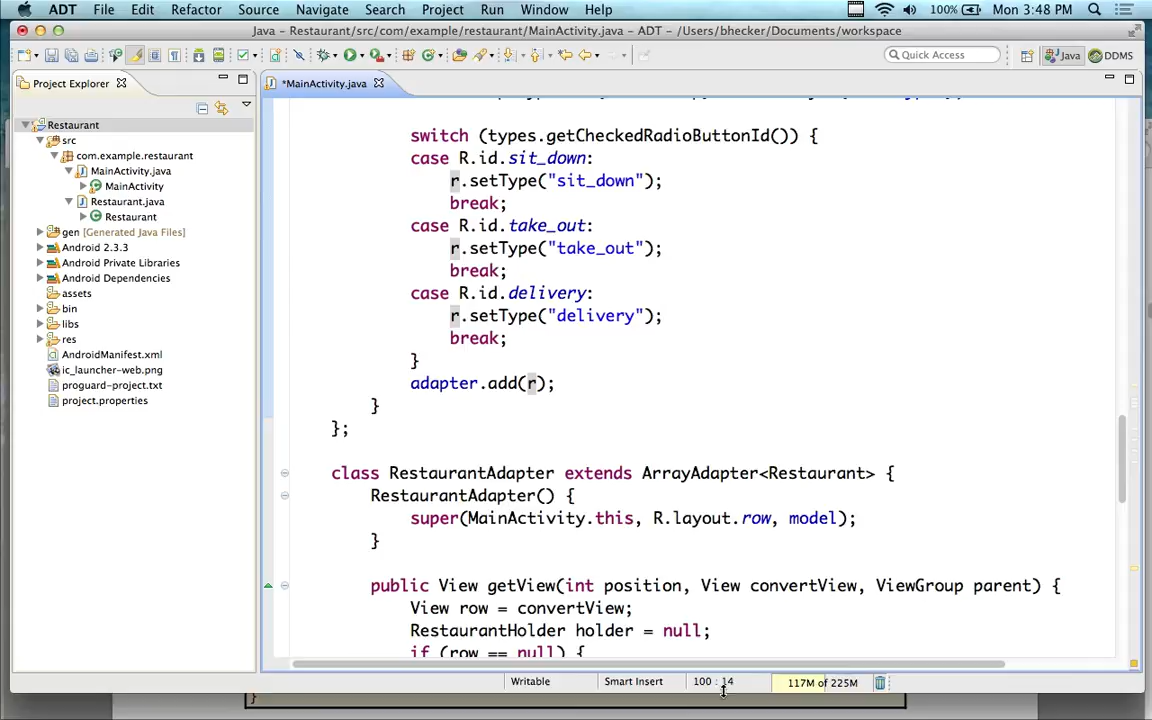 ADT File Edit Refactor Source Navigate Search Project Run Window Help 100% Mon 3:48 PM
Java – Restaurant/src/com/example/restaurant/MainActivity.java – ADT – /Users/bhecker/Documents/workspace
Quick Access Java DDMS
Project Explorer
*MainActivity.java
Restaurant
src
com.example.restaurant
MainActivity.java
MainActivity
Restaurant.java
Restaurant
gen [Generated Java Files]
Android 2.3.3
Android Private Libraries
Android Dependencies
assets
bin
libs
res
AndroidManifest.xml
ic_launcher-web.png
proguard-project.txt
project.properties
switch (types.getCheckedRadioButtonId()) {
case R.id.sit_down:
r.setType("sit_down");
break;
case R.id.take_out:
r.setType("take_out");
break;
case R.id.delivery:
r.setType("delivery");
break;
}
adapter.add(r);
}
};
class RestaurantAdapter extends ArrayAdapter<Restaurant> {
RestaurantAdapter() {
super(MainActivity.this, R.layout.row, model);
}
public View getView(int position, View convertView, ViewGroup parent) {
View row = convertView;
RestaurantHolder holder = null;
if (row == null) {
Writable Smart Insert 100 : 14 117M of 225M
}